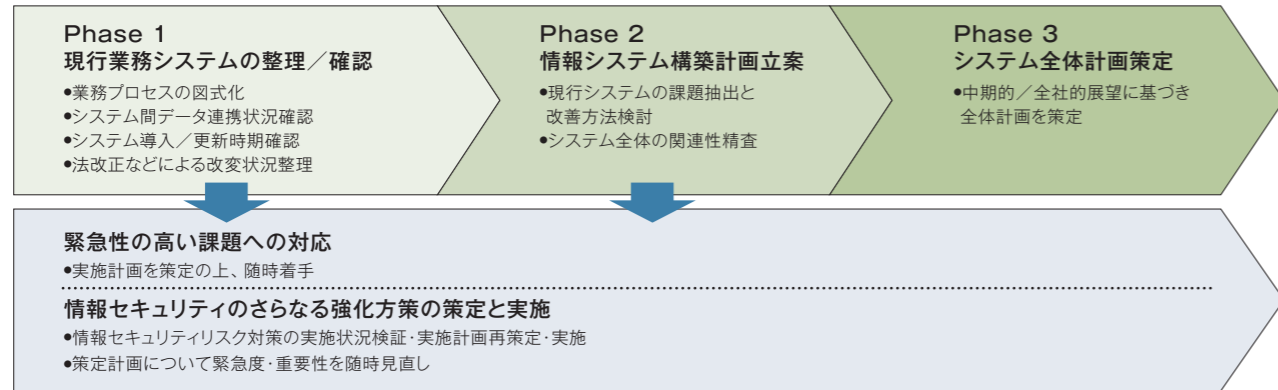 Phase 1
現行業務システムの整理／確認
●業務プロセスの図式化
●システム間データ連携状況確認
●システム導入／更新時期確認
●法改正などによる改変状況整理
Phase 2
情報システム構築計画立案
●現行システムの課題抽出と
改善方法検討
●システム全体の関連性精査
Phase 3
システム全体計画策定
●中期的／全社的展望に基づき
全体計画を策定
緊急性の高い課題への対応
●実施計画を策定の上、随時着手
情報セキュリティのさらなる強化方策の策定と実施
●情報セキュリティリスク対策の実施状況検証･実施計画再策定･実施
●策定計画について緊急度･重要性を随時見直し